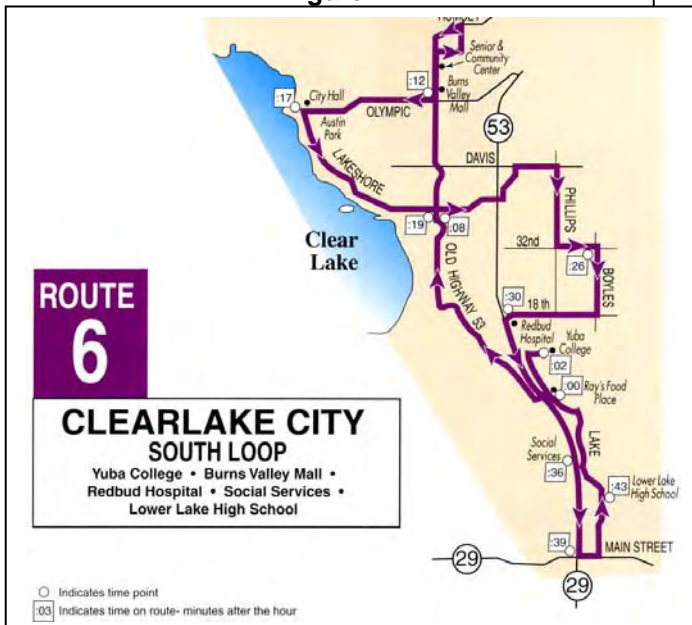 Senior &
Community
Center
:12
Burns
Valley
Mall
:17
City Hall
OLYMPIC
Austin
Park
53
DAVIS
LAKESHORE
PHILLIPS
:19
:08
Clear
Lake
32nd
:26
OLD HIGHWAY 53
BOYLES
:30
18 th
Redbud
Hospital
Yuba
College
:02
:00
Ray's Food
Place
ROUTE
6
CLEARLAKE CITY
SOUTH LOOP
Yuba College • Burns Valley Mall •
Redbud Hospital • Social Services •
Lower Lake High School
LAKE
Social
Services
:36
:43
Lower Lake
High School
:39
MAIN STREET
29
29
Indicates time point
:03 Indicates time on route- minutes after the hour